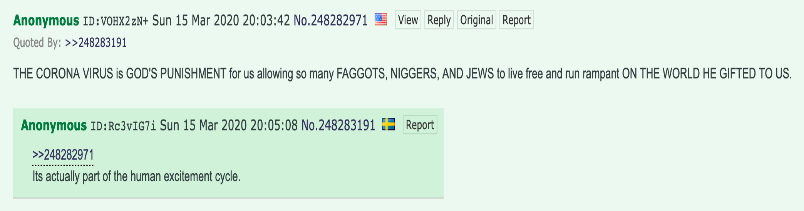 Anonymous ID:VOHX2zN+ Sun 15 Mar 2020 20:03:42 No.248282971 View Reply Original Report
Quoted By: >>248283191
THE CORONA VIRUS is GOD'S PUNISHMENT for us allowing so many FAGGOTS, NIGGERS, AND JEWS to live free and run rampant ON THE WORLD HE GIFTED TO US.
Anonymous ID:Rc3vIG7i Sun 15 Mar 2020 20:05:08 No.248283191 Report
>>248282971
Its actually part of the human excitement cycle.